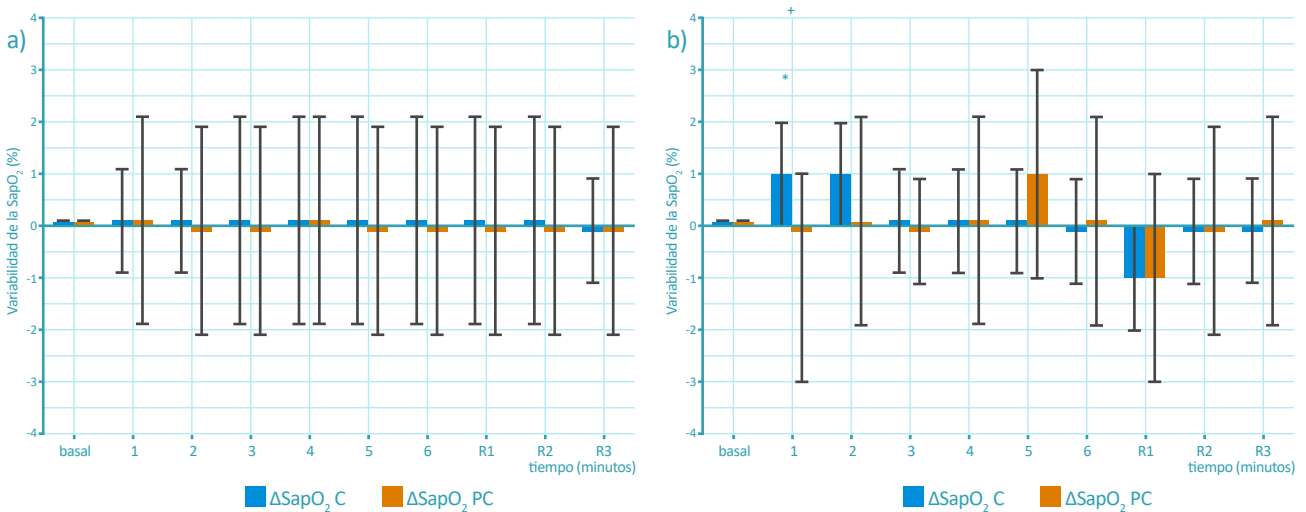 a)
Variabilidad de la SapO₂ (%)
4
3
2
1
0
-1
-2
-3
-4
basal 1 2 3 4 5 6 R1 R2 R3
tiempo (minutos)
ΔSapO₂ C ΔSapO₂ PC
b)
Variabilidad de la SapO₂ (%)
+
*
4
3
2
1
0
-1
-2
-3
-4
basal 1 2 3 4 5 6 R1 R2 R3
tiempo (minutos)
ΔSapO₂ C ΔSapO₂ PC